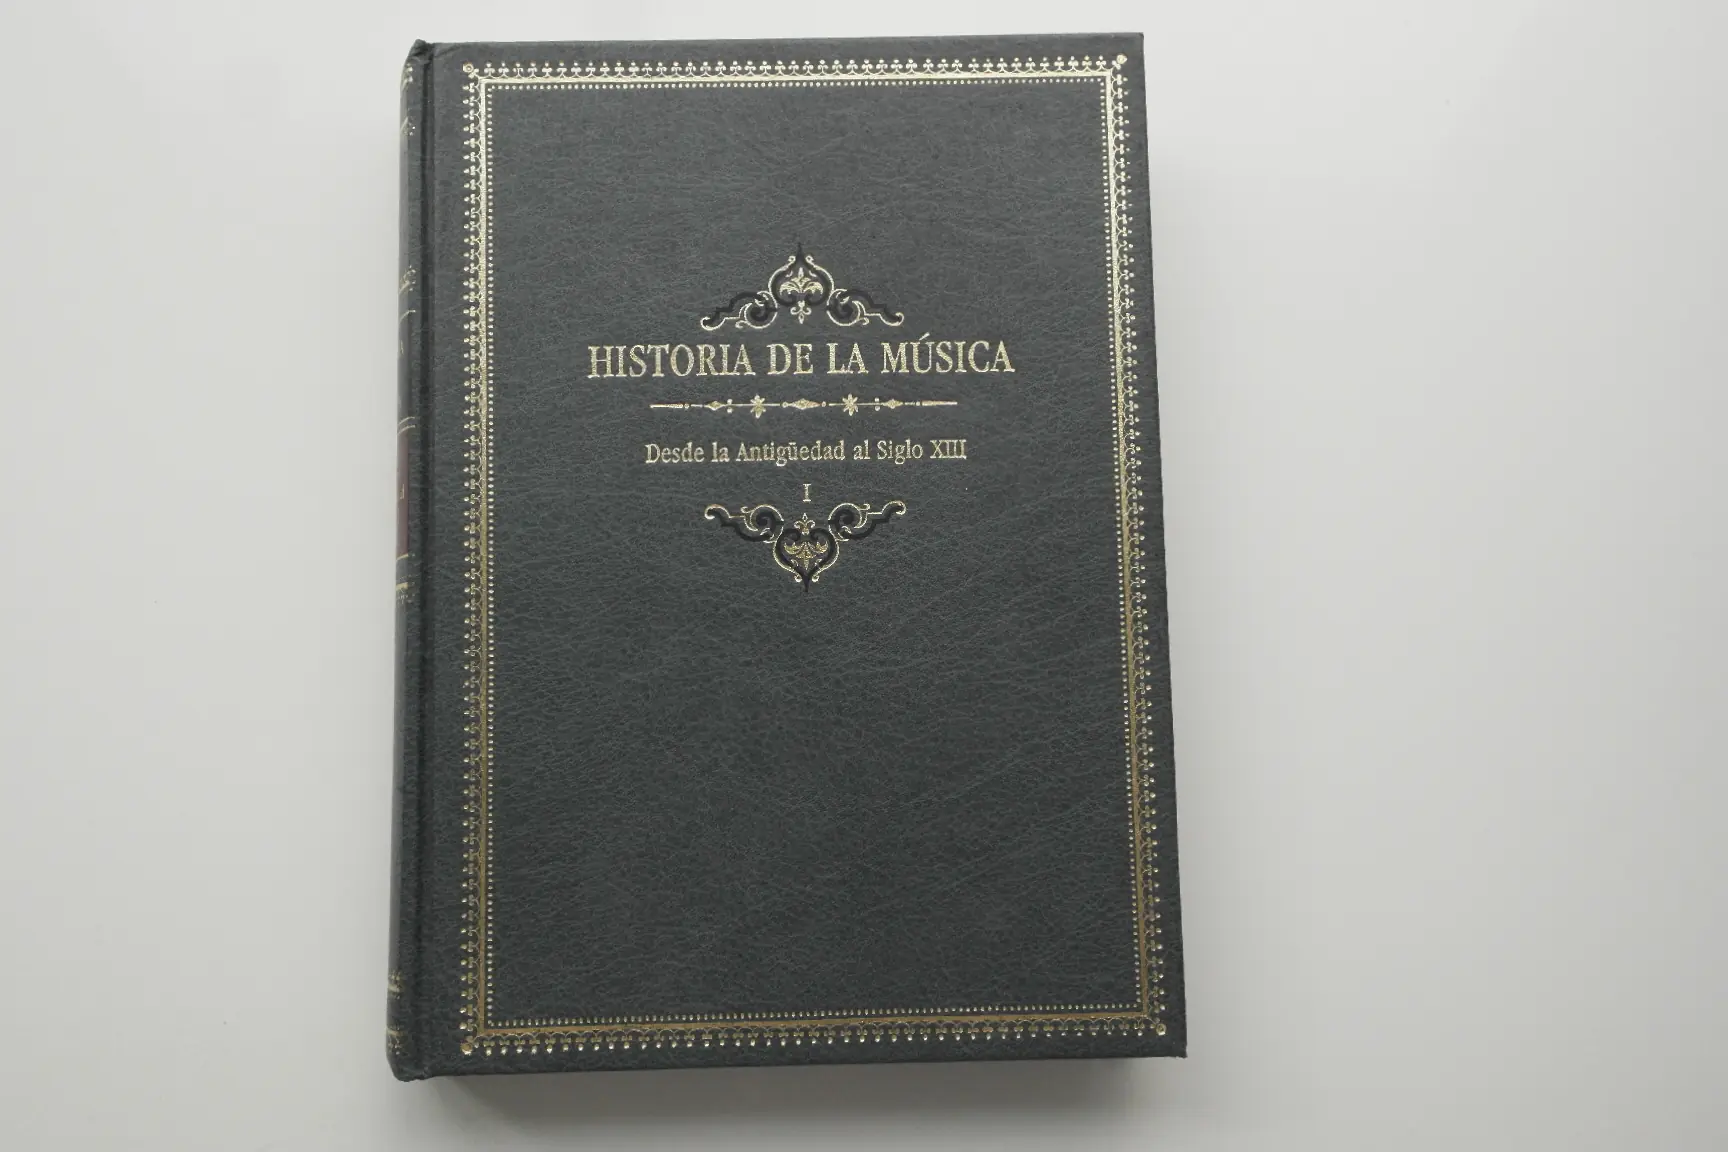 HISTORIA DE LA MÚSICA
Desde la Antigüedad al Siglo XIII
I